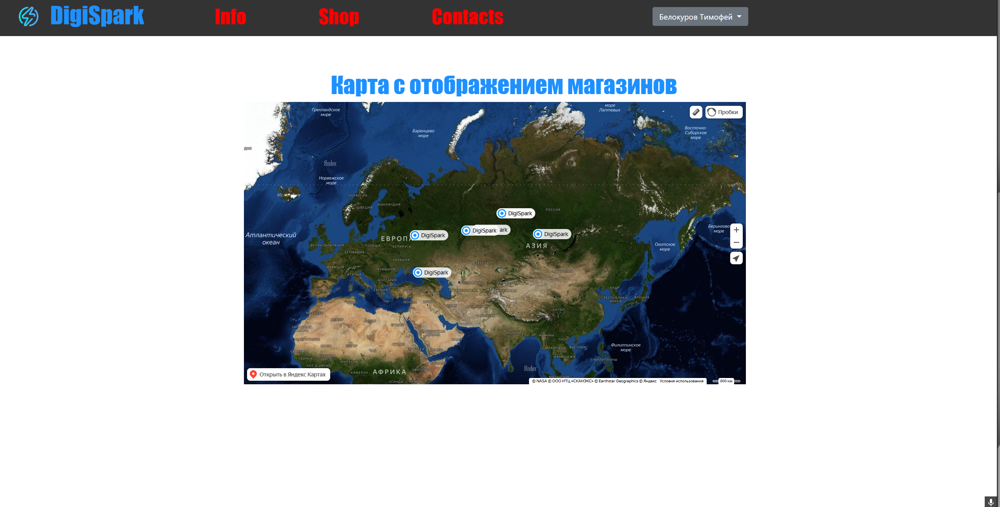 DigiSpark
Info
Shop
Contacts
Белокуров Тимофей
Карта с отображением магазинов
Гренландское
море
море
Лаптевых
Пробки
Баренцево
море
Восточно-
Сибирское
море
дия
Яndex
Яndex
Норвежское
море
Исландия
НОРВЕГИЯ
ФИНЛЯНДИЯ
ШВЕЦИЯ
РОССИЯ
DigiSpark
DigiSpark
park
DigiSpark
DigiSpark
Берингово
море
Атлантический
океан
ЕВРОПА
АЗИЯ
Охотское
море
ВЕЛИКОБРИТАНИЯ
ПОЛЬША
БЕЛАРУСЬ
ГЕРМАНИЯ
УКРАИНА
КАЗАХСТАН
ФРАНЦИЯ
РУМЫНИЯ
DigiSpark
МОНГОЛИЯ
ИТАЛИЯ
БОЛГАРИЯ
УЗБЕКИСТАН
КЫРГЫЗСТАН
ИСПАНИЯ
ГРЕЦИЯ
ТУРЦИЯ
ТУРКМЕНИСТАН
ТАДЖИКИСТАН
КНДР
РЕСПУБЛИКА
КОРЕЯ
ЯПОНИЯ
ТУНИС
СИРИЯ
ИРАК
ИРАН
АФГАНИСТАН
МАРОККО
ПАКИСТАН
КИТАЙ
АЛЖИР
ЛИВИЯ
ЕГИПЕТ
НЕПАЛ
ЗАПАДНАЯ
САХАРА
САУДОВСКАЯ
АРАВИЯ
ИНДИЯ
МЬЯНМА
МАВРИТАНИЯ
ОМАН
ЛАОС
МАЛИ
НИГЕР
ЧАД
СУДАН
ЭРИТРЕЯ
ЙЕМЕН
ТАИЛАНД
ВЬЕТНАМ
Филиппинское
море
СЕНЕГАЛ
ГВИНЕЯ
БУРКИНА
ФАСО
НИГЕРИЯ
КАМБОДЖА
ФИЛИППИНЫ
КОТ-Д'ИВУАР
СОМАЛИ
КАМЕРУН
АФРИКА
ЭФИОПИЯ
Яndex
МАЛАЙЗИЯ
УГАНДА
КЕНИЯ
Открыть в Яндекс Картах
© NASA © ООО ИТЦ «СКАНЭКС» © Earthstar Geographics © Яндекс Условия использования
800 км